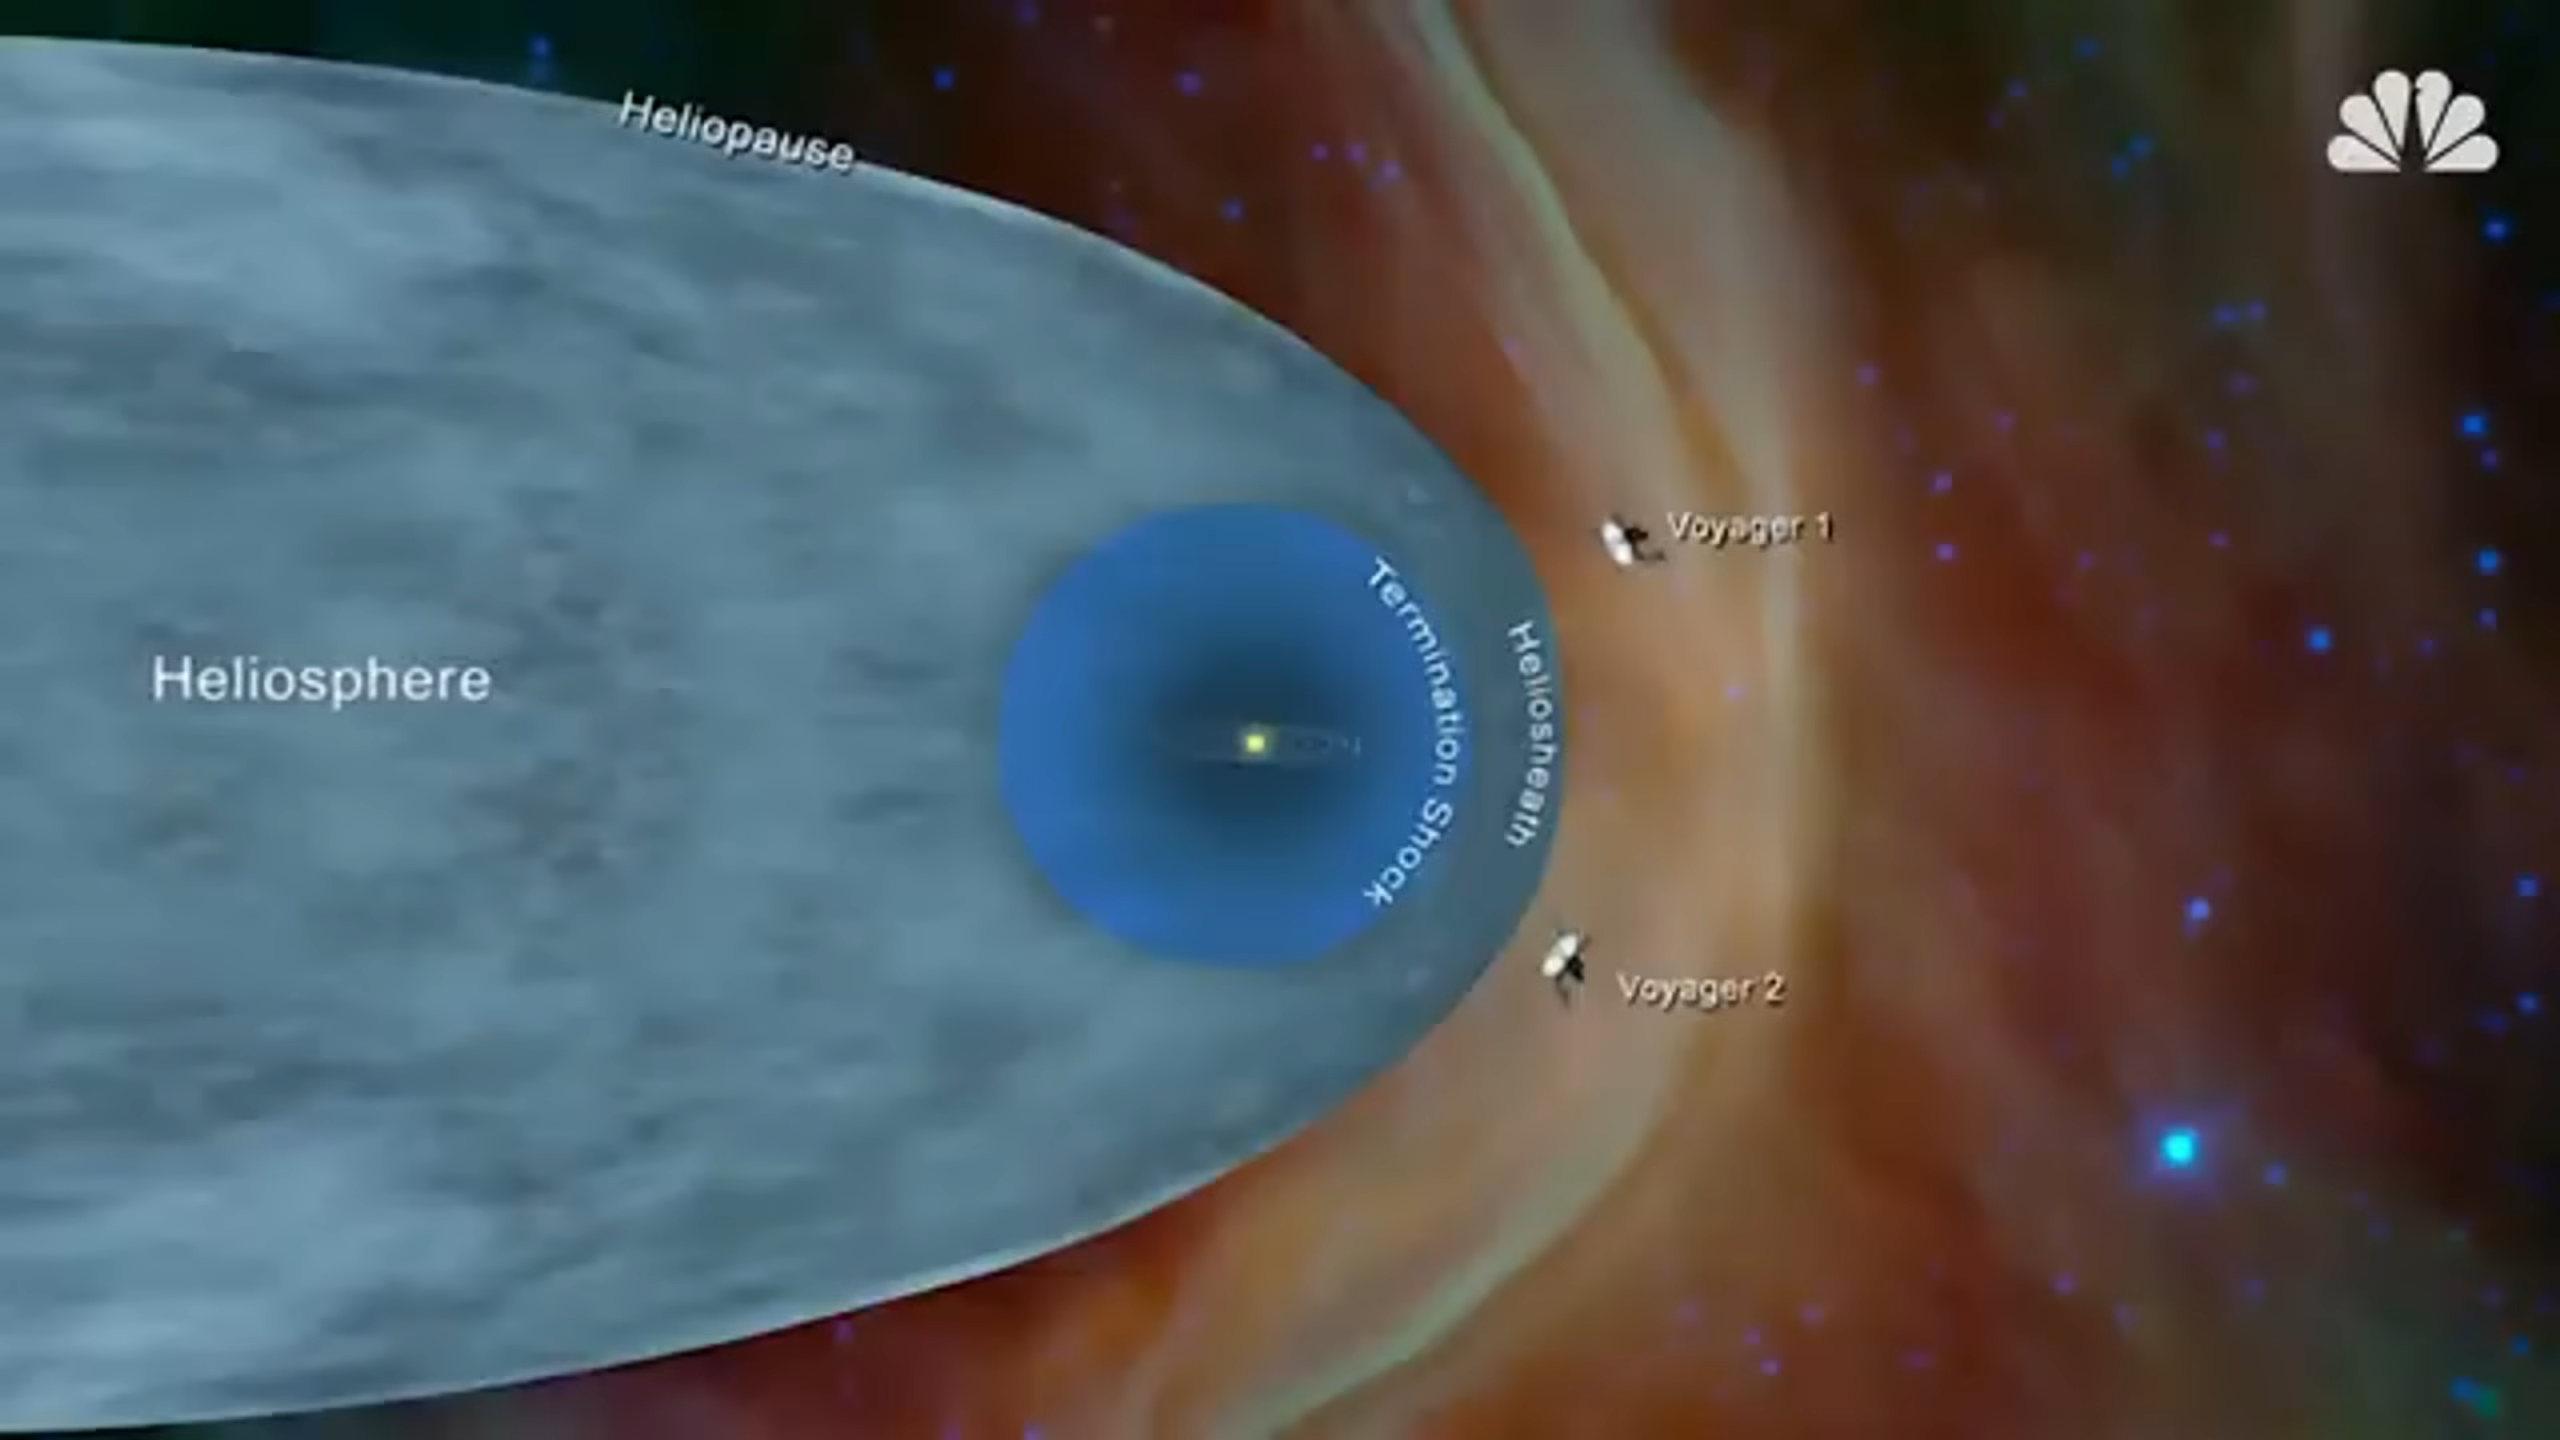 Heliopause
Voyager 1
Termination Shock
Heliosheath
Heliosphere
Voyager 2